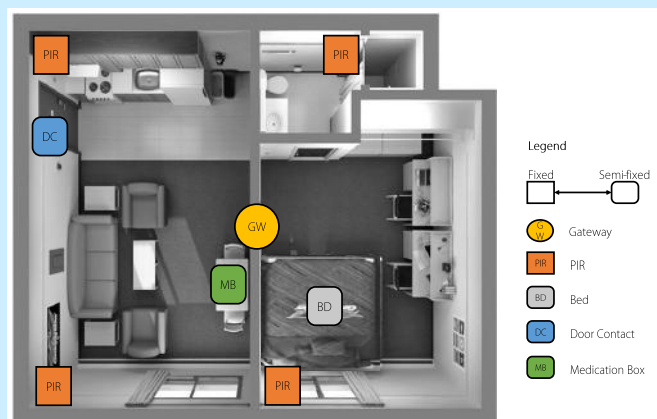 PIR
PIR
DC
GW
MB
BD
PIR
PIR
Legend
Fixed
Semi-fixed
G
W
Gateway
PIR
PIR
BD
Bed
DC
Door Contact
MB
Medication Box